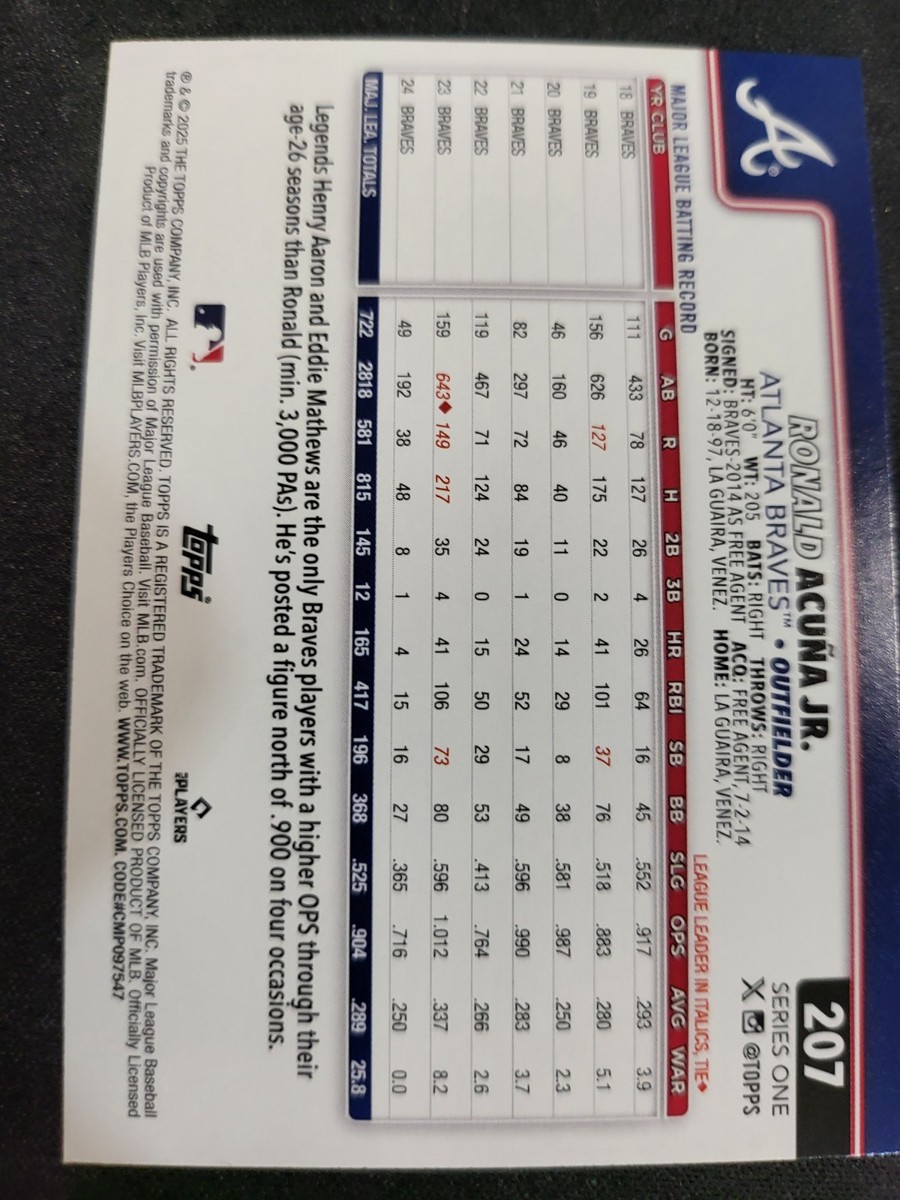 207
SERIES ONE
@TOPPS
RONALD ACUÑA JR.
ATLANTA BRAVES™ • OUTFIELDER
HT: 6'0" WT: 205 BATS: RIGHT THROWS: RIGHT
SIGNED: BRAVES-2014 AS FREE AGENT ACQ: FREE AGENT, 7-2-14
BORN: 12-18-97, LA GUAIRA, VENEZ. HOME: LA GUAIRA, VENEZ.
A®
MAJOR LEAGUE BATTING RECORD LEAGUE LEADER IN ITALICS, TIE♦
YR CLUB G AB R H 2B 3B HR RBI SB BB SLG OPS AVG WAR
18 BRAVES 111 433 78 127 26 4 26 64 16 45 .552 .917 .293 3.9
19 BRAVES 156 626 127 175 22 2 41 101 37 76 .518 .883 .280 5.1
20 BRAVES 46 160 46 40 11 0 14 29 8 38 .581 .987 .250 2.3
21 BRAVES 82 297 72 84 19 1 24 52 17 49 .596 .990 .283 3.7
22 BRAVES 119 467 71 124 24 0 15 50 29 53 .413 .764 .266 2.6
23 BRAVES 159 643♦ 149 217 35 4 41 106 73 80 .596 1.012 .337 8.2
24 BRAVES 49 192 38 48 8 1 4 15 16 27 .365 .716 .250 0.0
MAJ. LEA. TOTALS 722 2818 581 815 145 12 165 417 196 368 .525 .904 .289 25.8
Legends Henry Aaron and Eddie Mathews are the only Braves players with a higher OPS through their
age-26 seasons than Ronald (min. 3,000 PAs). He's posted a figure north of .900 on four occasions.
topps®
PLAYERS
® & © 2025 THE TOPPS COMPANY, INC. ALL RIGHTS RESERVED. TOPPS IS A REGISTERED TRADEMARK OF THE TOPPS COMPANY, INC. Major League Baseball
trademarks and copyrights are used with permission of Major League Baseball. Visit MLB.com. OFFICIALLY LICENSED PRODUCT OF MLB. Officially Licensed
Product of MLB Players, Inc. Visit MLBPLAYERS.COM, the Players Choice on the web. WWW.TOPPS.COM. CODE#CMP097547